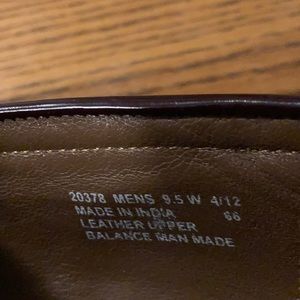 20378 MENS 9.5 W 4/12
MADE IN INDIA 66
LEATHER UPPER
BALANCE MAN MADE